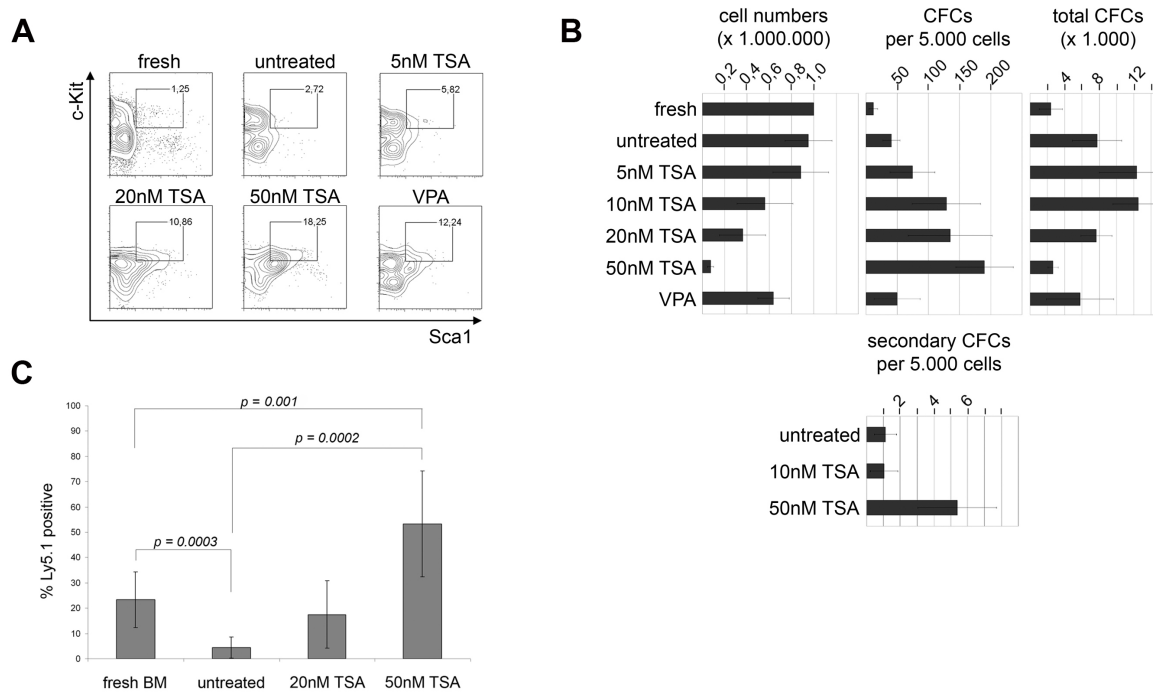 A
fresh
untreated
5nM TSA
c-Kit
1,25
2,72
5,82
20nM TSA
50nM TSA
VPA
10,86
18,25
12,24
Sca1
B
cell numbers
(x 1.000.000)
CFCs
per 5.000 cells
total CFCs
(x 1.000)
0,2
0,4
0,6
0,8
1,0
50
100
150
200
4
8
12
fresh
untreated
5nM TSA
10nM TSA
20nM TSA
50nM TSA
VPA
secondary CFCs
per 5.000 cells
2
4
6
untreated
10nM TSA
50nM TSA
C
% Ly5.1 positive
100
90
80
70
60
50
40
30
20
10
0
p = 0.001
p = 0.0002
p = 0.0003
fresh BM
untreated
20nM TSA
50nM TSA